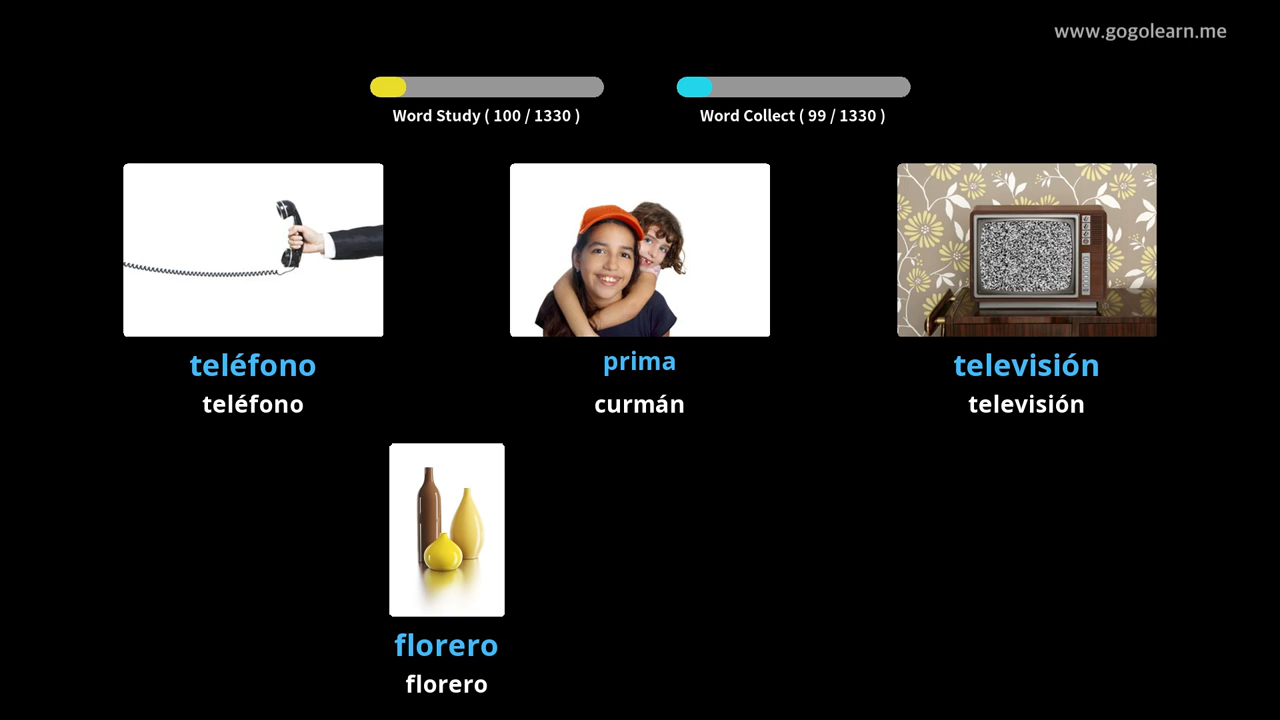 www.gogolearn.me
Word Study ( 100 / 1330 )
Word Collect ( 99 / 1330 )
teléfono
teléfono
prima
curmán
televisión
televisión
florero
florero